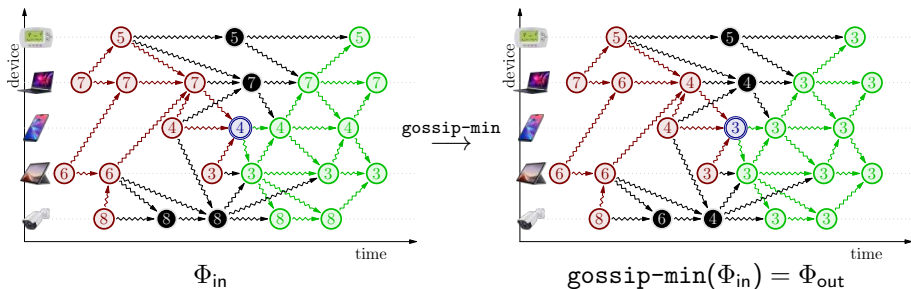 device
5 5 5
7 7 7 7 7 7
4 4 4 4 4
6 6 3 3 3 3
8 8 8 8 8
time
Φin
gossip-min
→
device
5 5 3
7 6 4 4 3 3
4 3 3 3 3
6 6 3 3 3 3
8 6 4 3 3
time
gossip-min(Φin) = Φout